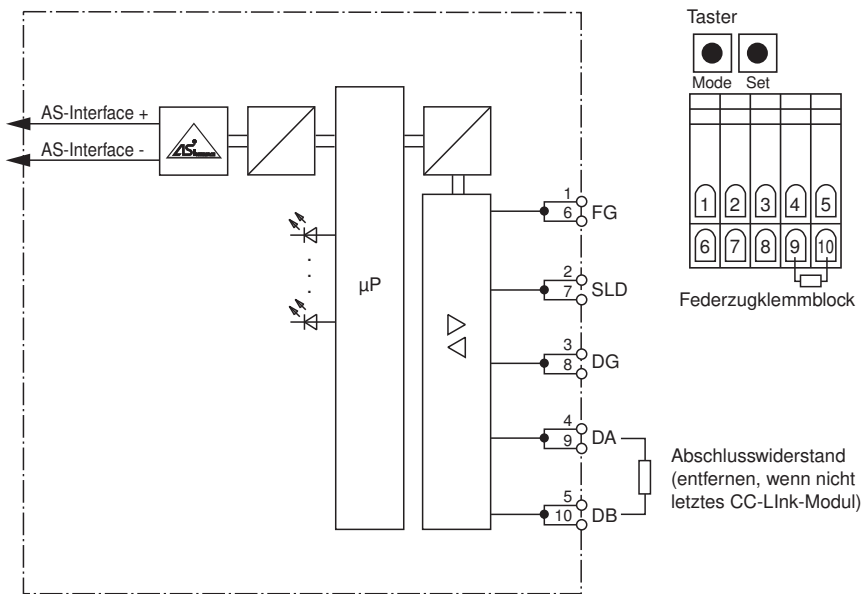 Taster
Mode Set
AS-Interface +
AS-Interface -
µP
1
6
FG
2
7
SLD
3
8
DG
4
9
DA
5
10
DB
1 2 3 4 5
6 7 8 9 10
Federzugklemmblock
Abschlusswiderstand
(entfernen, wenn nicht
letztes CC-LInk-Modul)